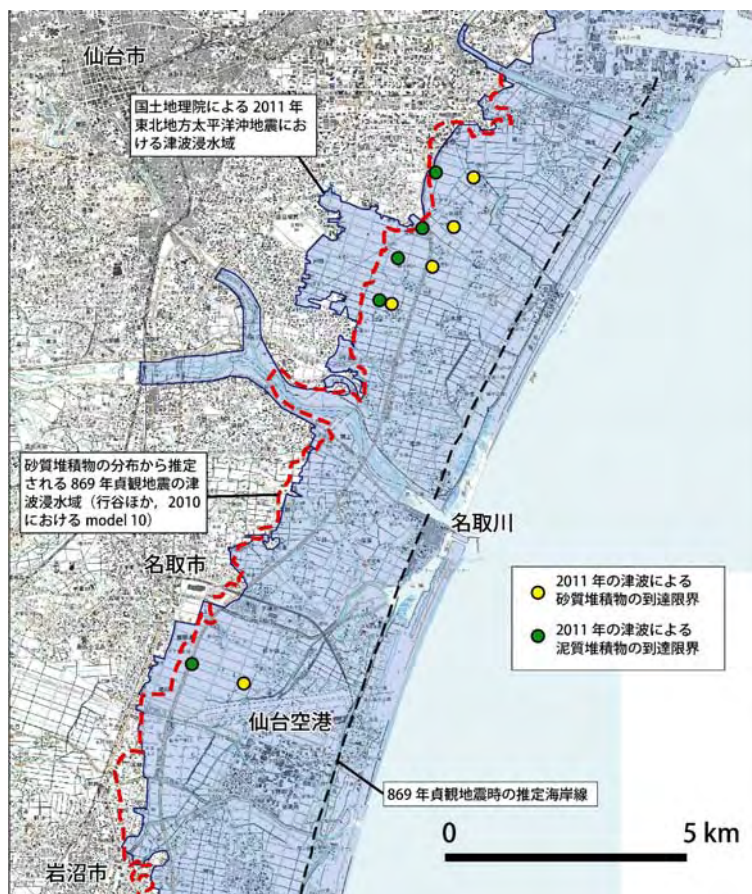 仙台市
国土地理院による 2011 年
東北地方太平洋沖地震にお
ける津波浸水域
砂質堆積物の分布から推定
される 869 年貞観地震の津
波浸水域（行谷ほか，2010
における model 10）
名取川
名取市
2011 年の津波による
砂質堆積物の到達限界
2011 年の津波による
泥質堆積物の到達限界
仙台空港
869 年貞観地震時の推定海岸線
0 5 km
岩沼市